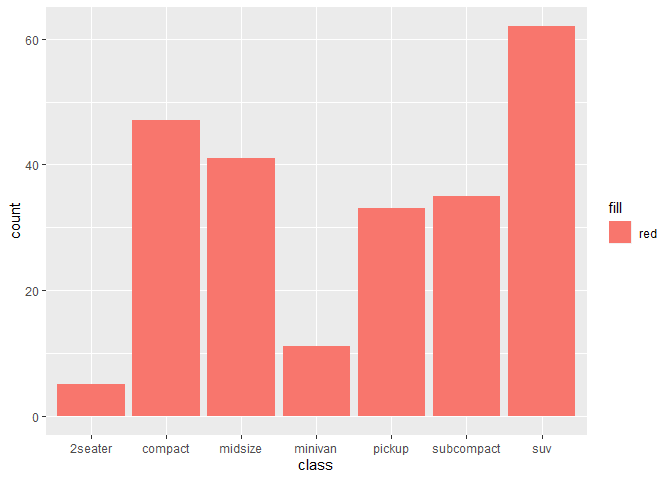 60
40
20
0
count
2seater compact midsize minivan pickup subcompact suv
class
fill
red